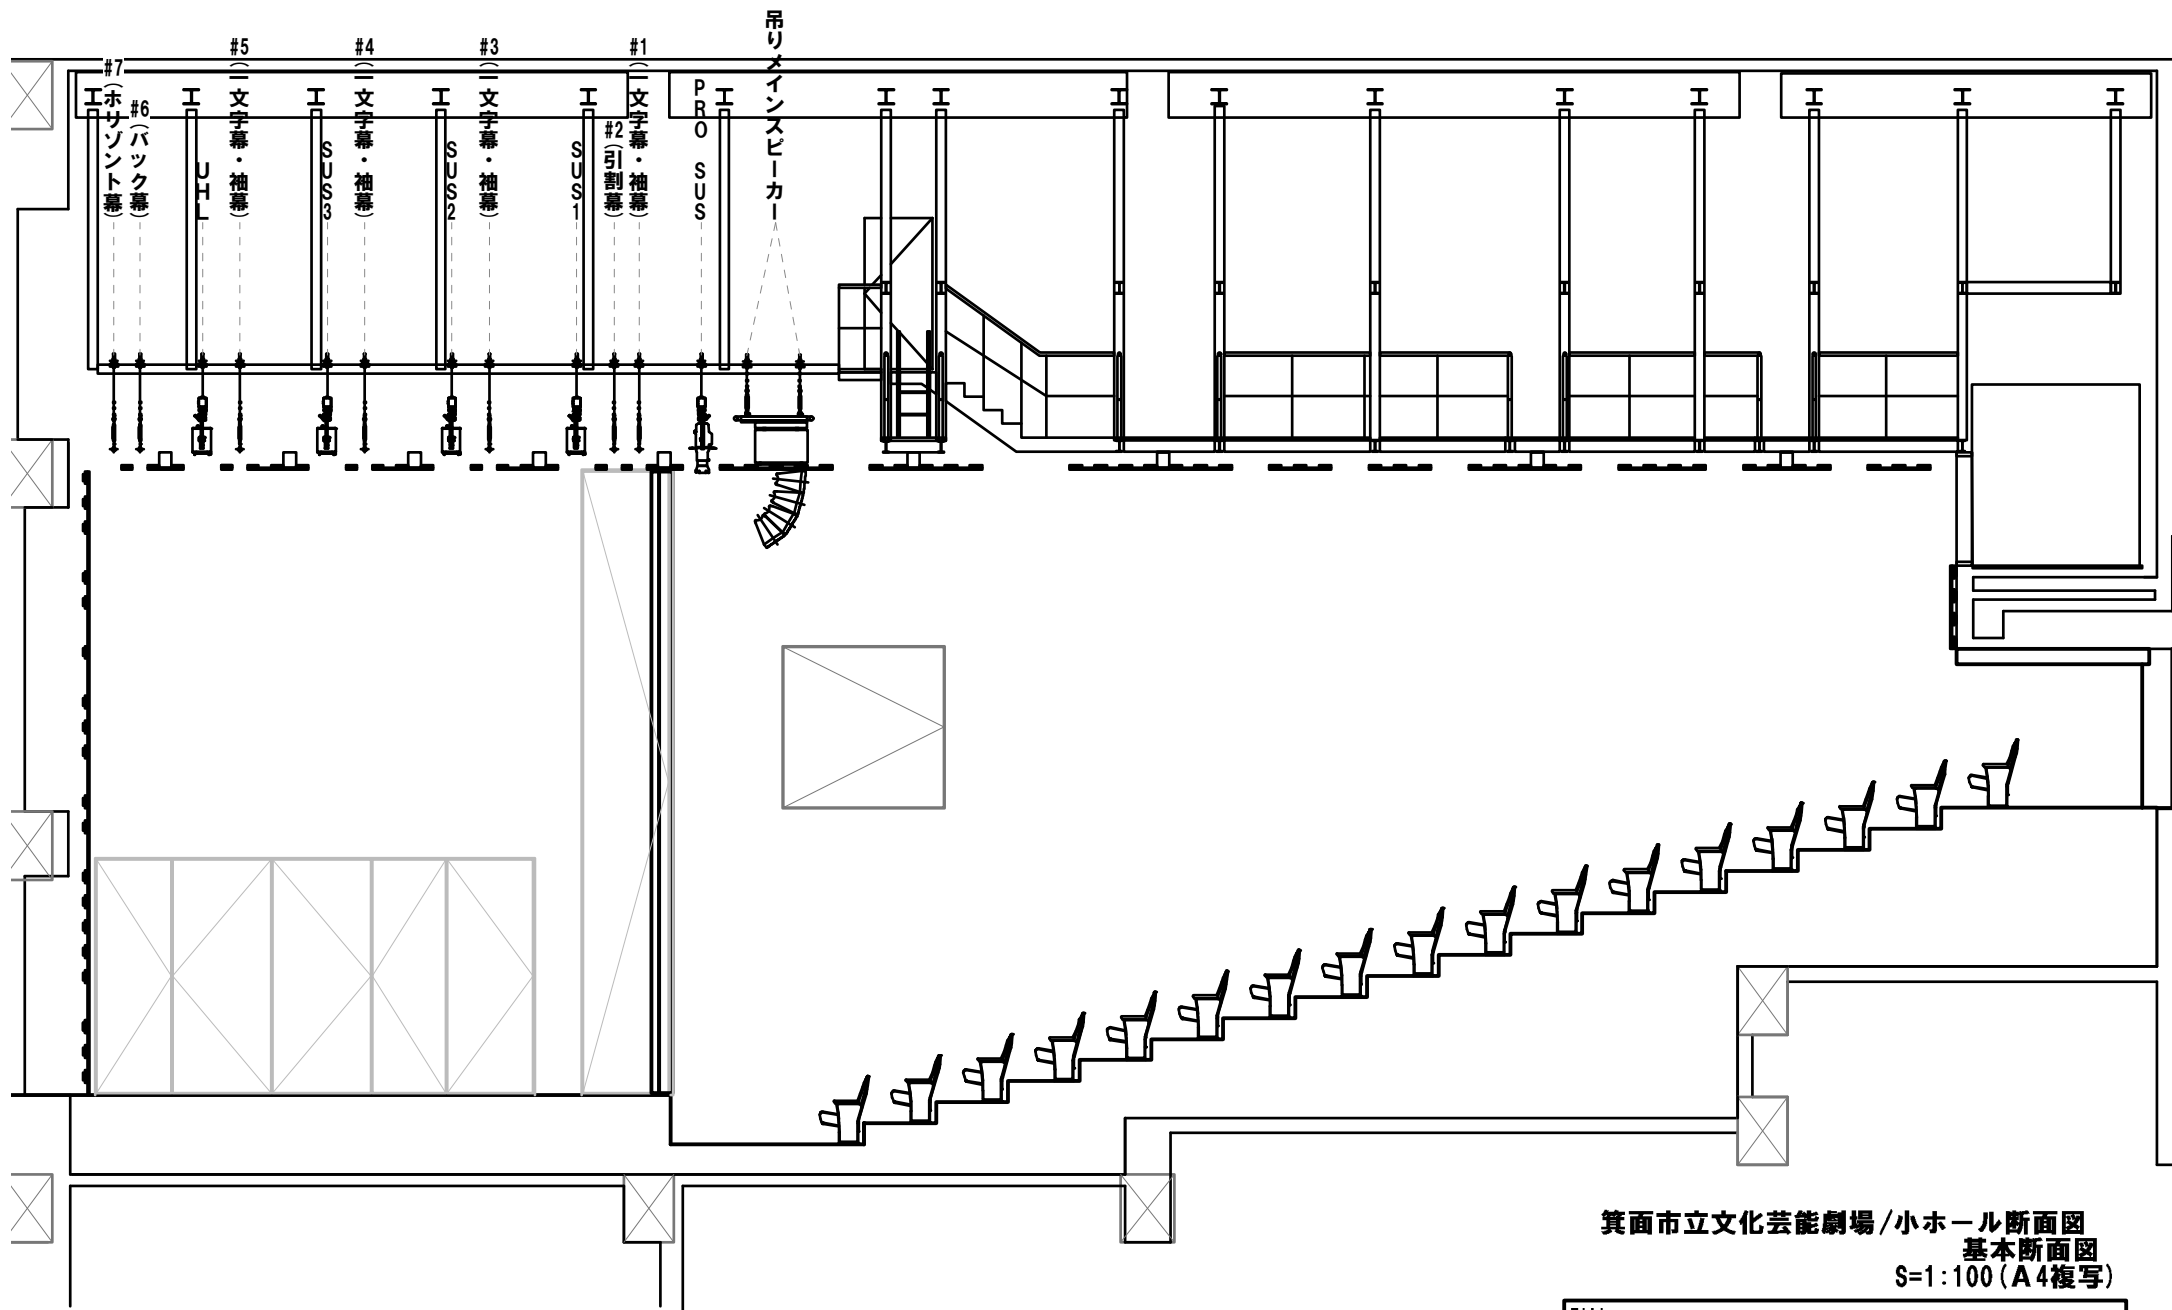 #7(ホリゾント幕)
#6(バック幕)
UHL
#5(一文字幕・袖幕)
SUS3
#4(一文字幕・袖幕)
SUS2
#3(一文字幕・袖幕)
SUS1
#2(引割幕)
#1(一文字幕・袖幕)
PRO SUS
吊りメインスピーカー
箕面市立文化芸能劇場/小ホール断面図
基本断面図
S=1:100(A4複写)